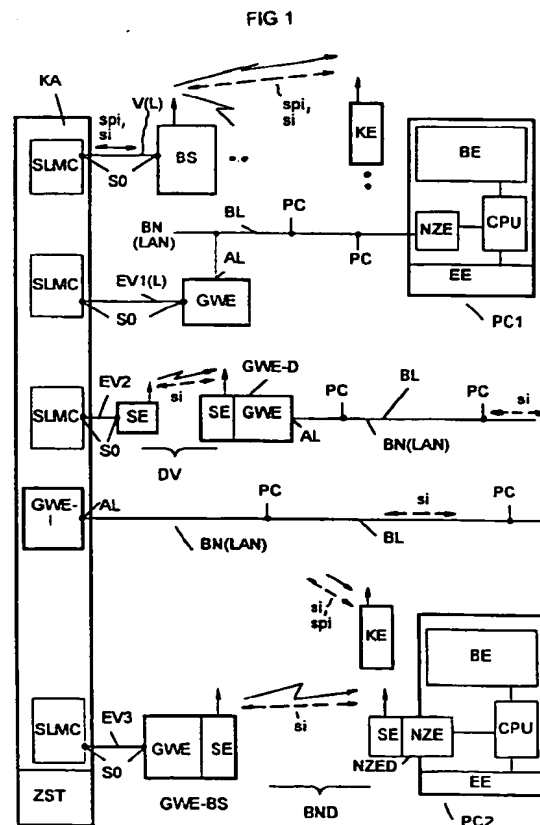 FIG 1
KA
spi,
si
V(L)
spi,
si
SLMC
S0
BS
KE
BE
BN
(LAN)
BL
PC
PC
NZE
CPU
EE
PC1
AL
SLMC
EV1(L)
S0
GWE
GWE-D
SLMC
EV2
S0
SE
si
SE
GWE
AL
PC
BL
PC
si
BN(LAN)
DV
GWE-
I
AL
PC
si
PC
BN(LAN)
BL
si,
spi
KE
BE
SLMC
EV3
S0
GWE
SE
si
SE
NZE
CPU
NZED
EE
ZST
GWE-BS
BND
PC2